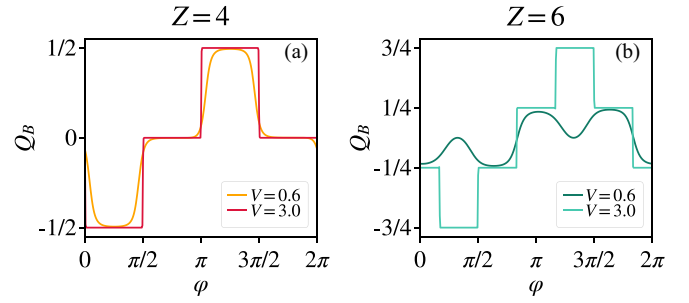 Z = 4
(a)
Q_B
1/2
0
-1/2
V = 0.6
V = 3.0
0
π/2
π
3π/2
2π
φ
Z = 6
(b)
Q_B
3/4
1/4
-1/4
-3/4
V = 0.6
V = 3.0
0
π/2
π
3π/2
2π
φ